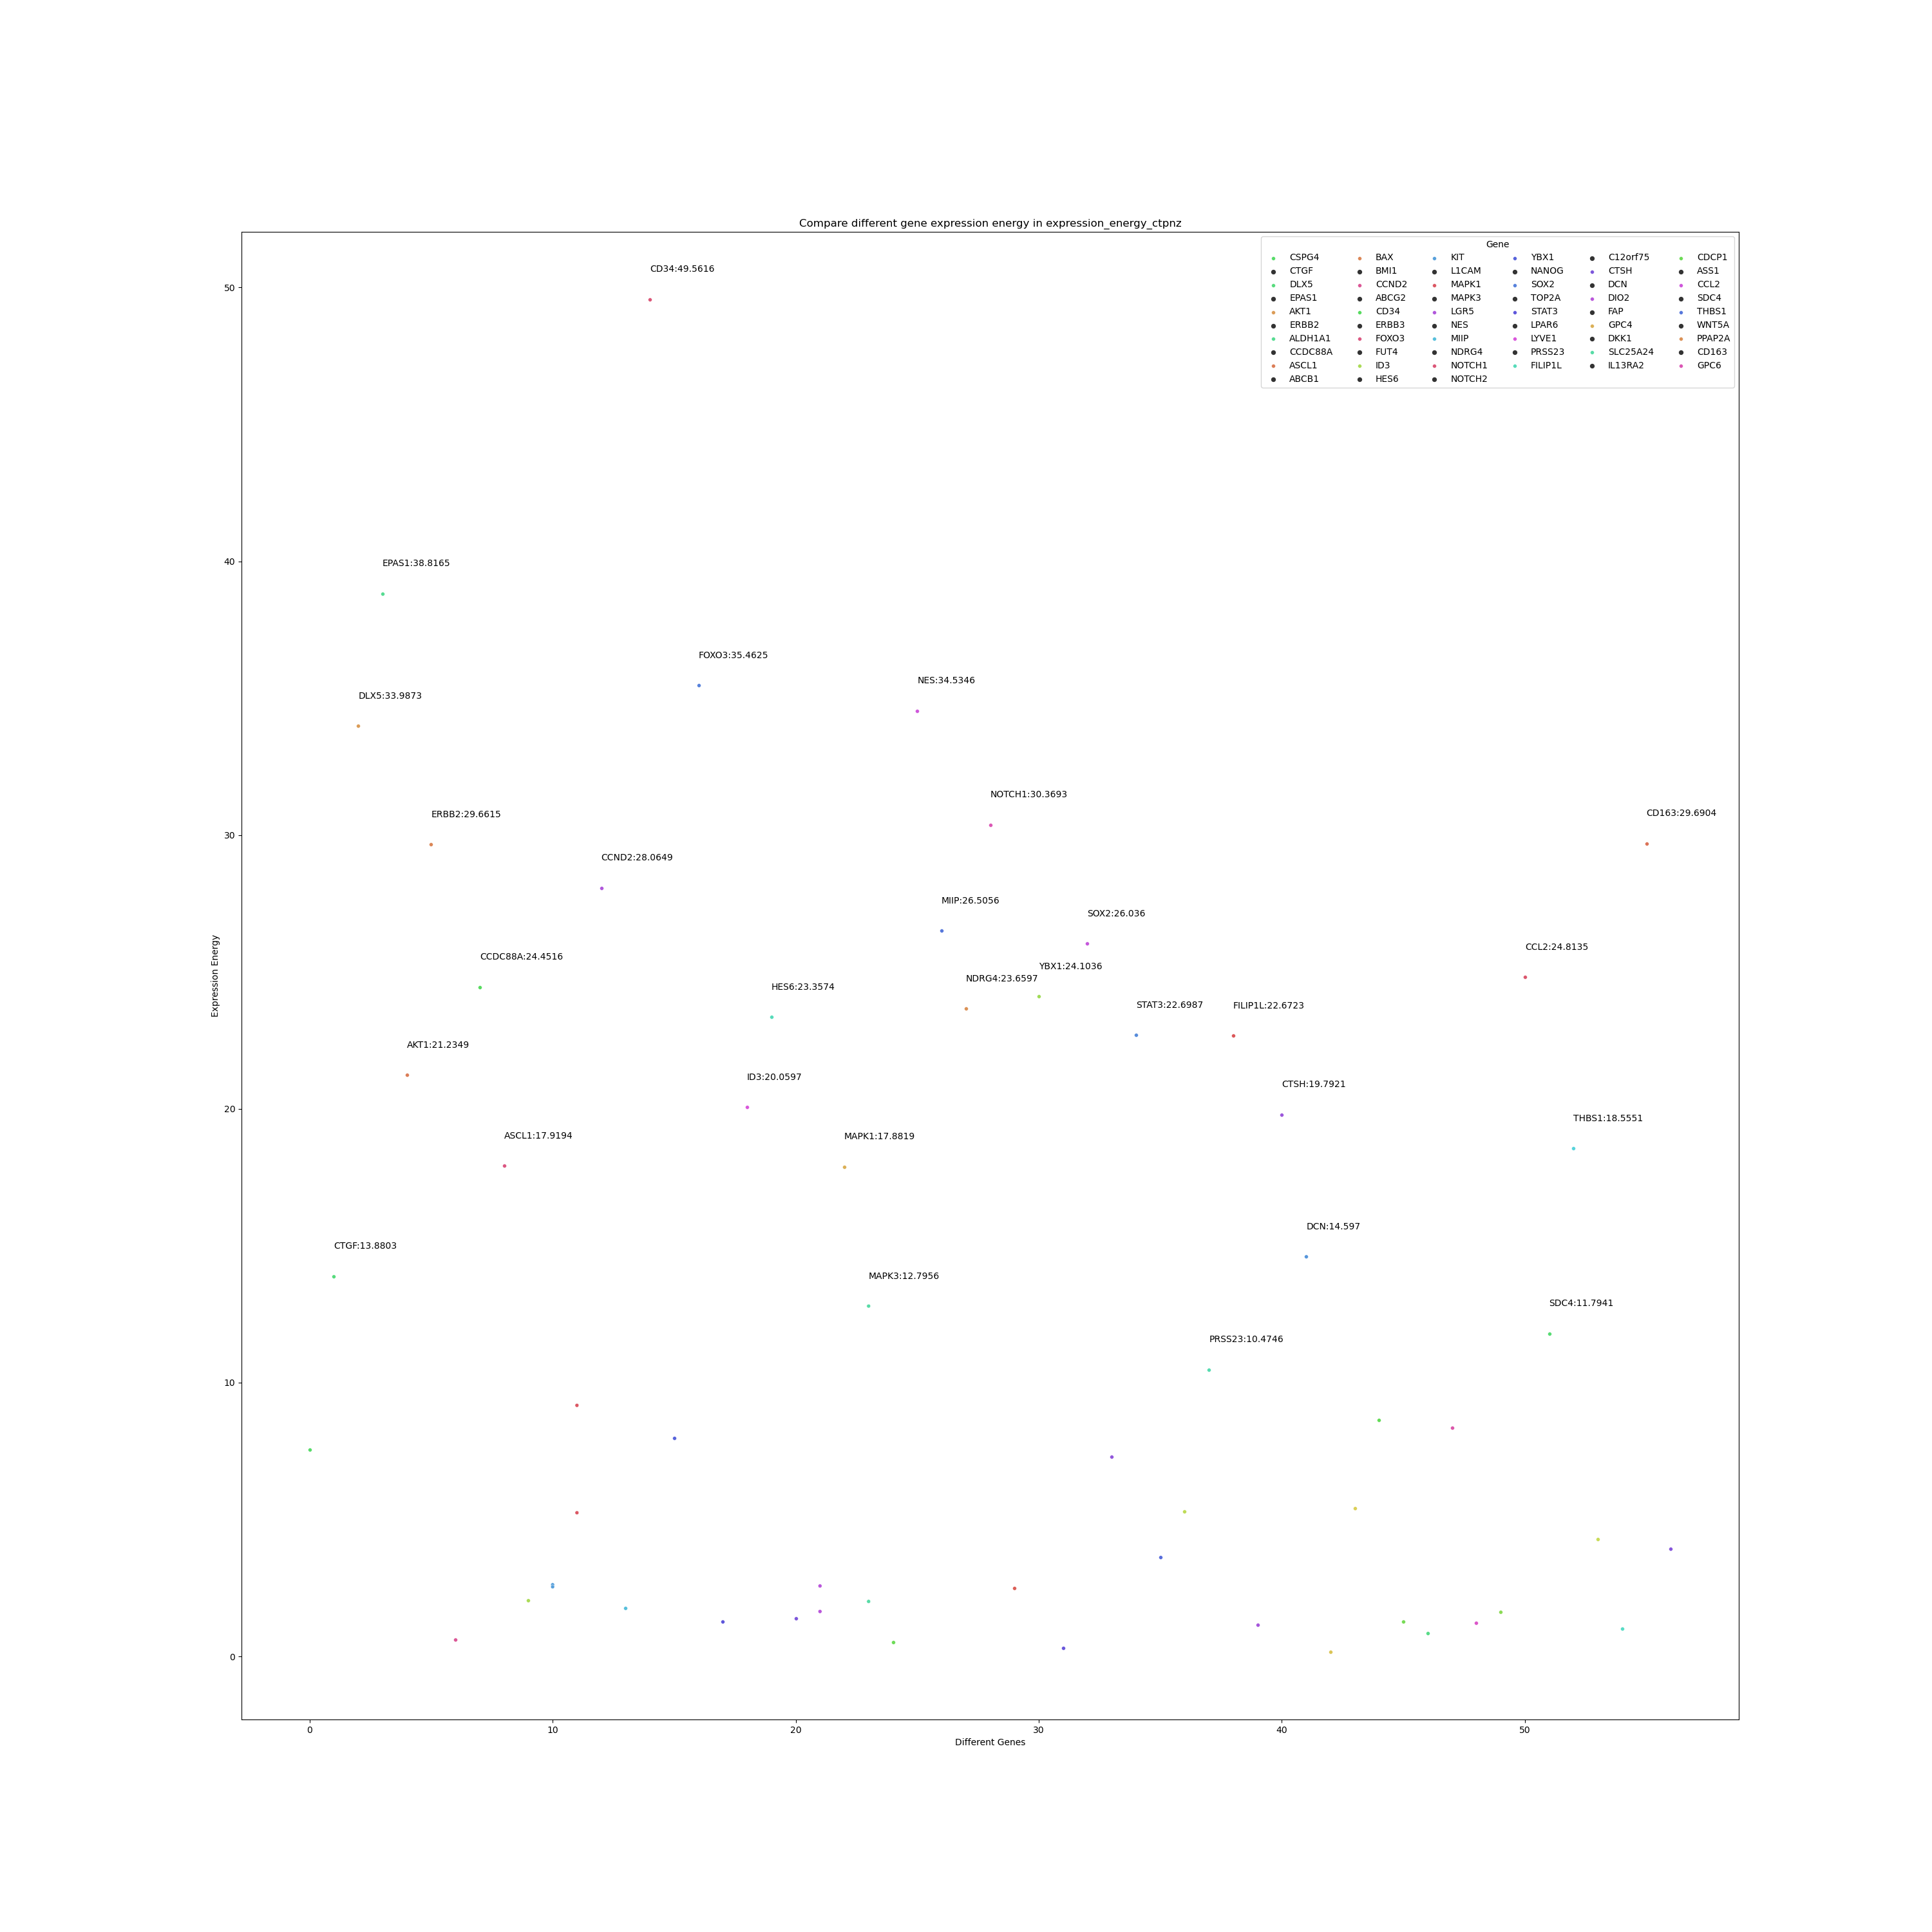 Compare different gene expression energy in expression_energy_ctpnz
Gene
CSPG4 BAX KIT YBX1 C12orf75 CDCP1
CTGF BMI1 L1CAM NANOG CTSH ASS1
DLX5 CCND2 MAPK1 SOX2 DCN CCL2
EPAS1 ABCG2 MAPK3 TOP2A DIO2 SDC4
AKT1 CD34 LGR5 STAT3 FAP THBS1
ERBB2 ERBB3 NES LPAR6 GPC4 WNT5A
ALDH1A1 FOXO3 MIIP LYVE1 DKK1 PPAP2A
CCDC88A FUT4 NDRG4 PRSS23 SLC25A24 CD163
ASCL1 ID3 NOTCH1 FILIP1L IL13RA2 GPC6
ABCB1 HES6 NOTCH2
CD34:49.5616
50
40
EPAS1:38.8165
FOXO3:35.4625
NES:34.5346
DLX5:33.9873
NOTCH1:30.3693
CD163:29.6904
ERBB2:29.6615
30
CCND2:28.0649
MIIP:26.5056
SOX2:26.036
CCL2:24.8135
CCDC88A:24.4516
YBX1:24.1036
NDRG4:23.6597
HES6:23.3574
STAT3:22.6987
FILIP1L:22.6723
AKT1:21.2349
ID3:20.0597
CTSH:19.7921
20
THBS1:18.5551
ASCL1:17.9194
MAPK1:17.8819
DCN:14.597
CTGF:13.8803
MAPK3:12.7956
SDC4:11.7941
PRSS23:10.4746
10
0
Expression Energy
0 10 20 30 40 50
Different Genes